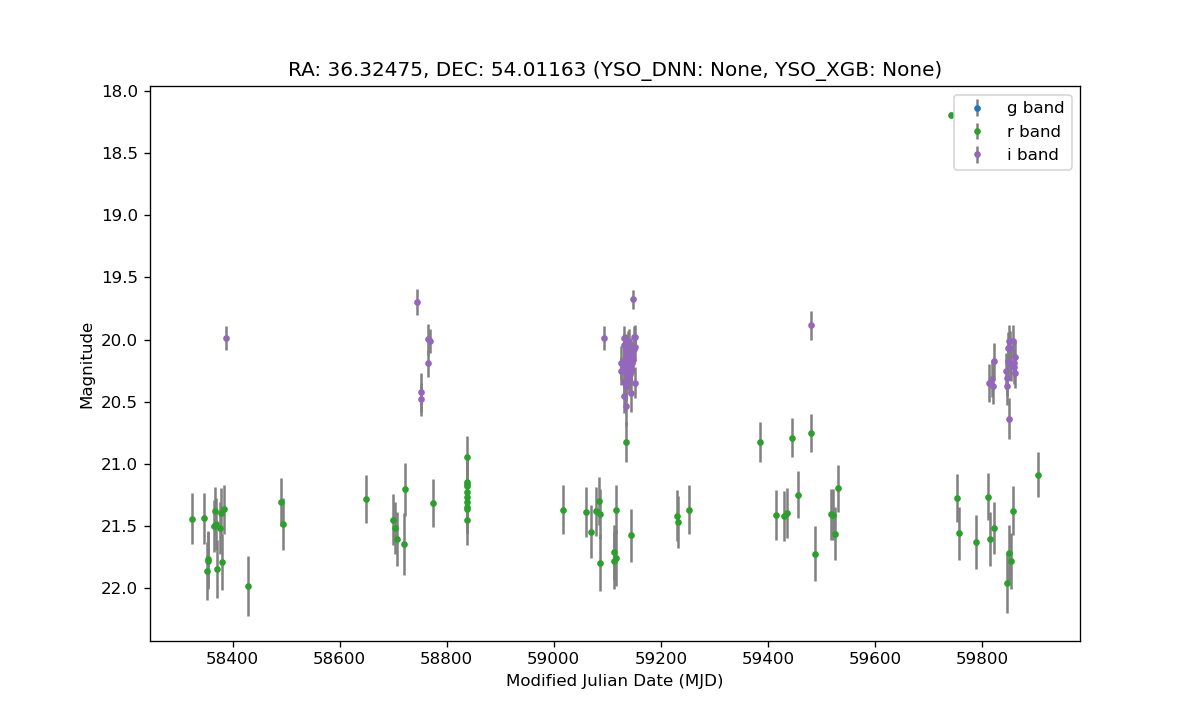 RA: 36.32475, DEC: 54.01163 (YSO_DNN: None, YSO_XGB: None)
18.0
18.5
19.0
19.5
20.0
20.5
21.0
21.5
22.0
Magnitude
g band
r band
i band
58400
58600
58800
59000
59200
59400
59600
59800
Modified Julian Date (MJD)